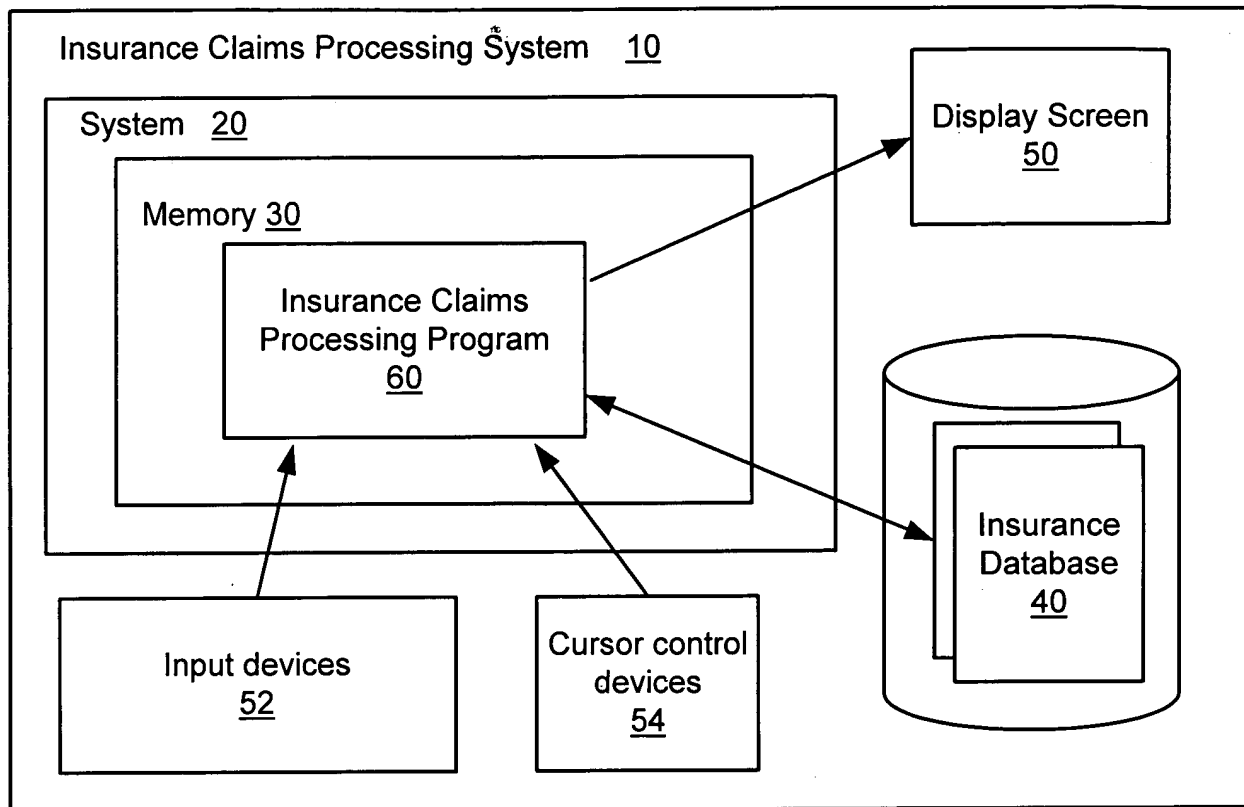 Insurance Claims Processing System 10
System 20
Memory 30
Insurance Claims
Processing Program
60
Display Screen
50
Insurance
Database
40
Input devices
52
Cursor control
devices
54